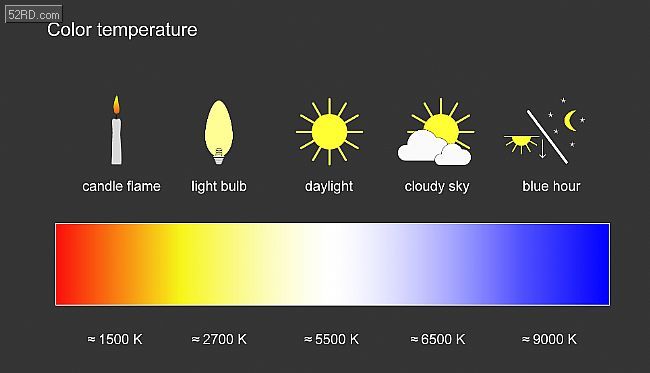 52RD.com
Color temperature
candle flame light bulb daylight cloudy sky blue hour
≈ 1500 K ≈ 2700 K ≈ 5500 K ≈ 6500 K ≈ 9000 K